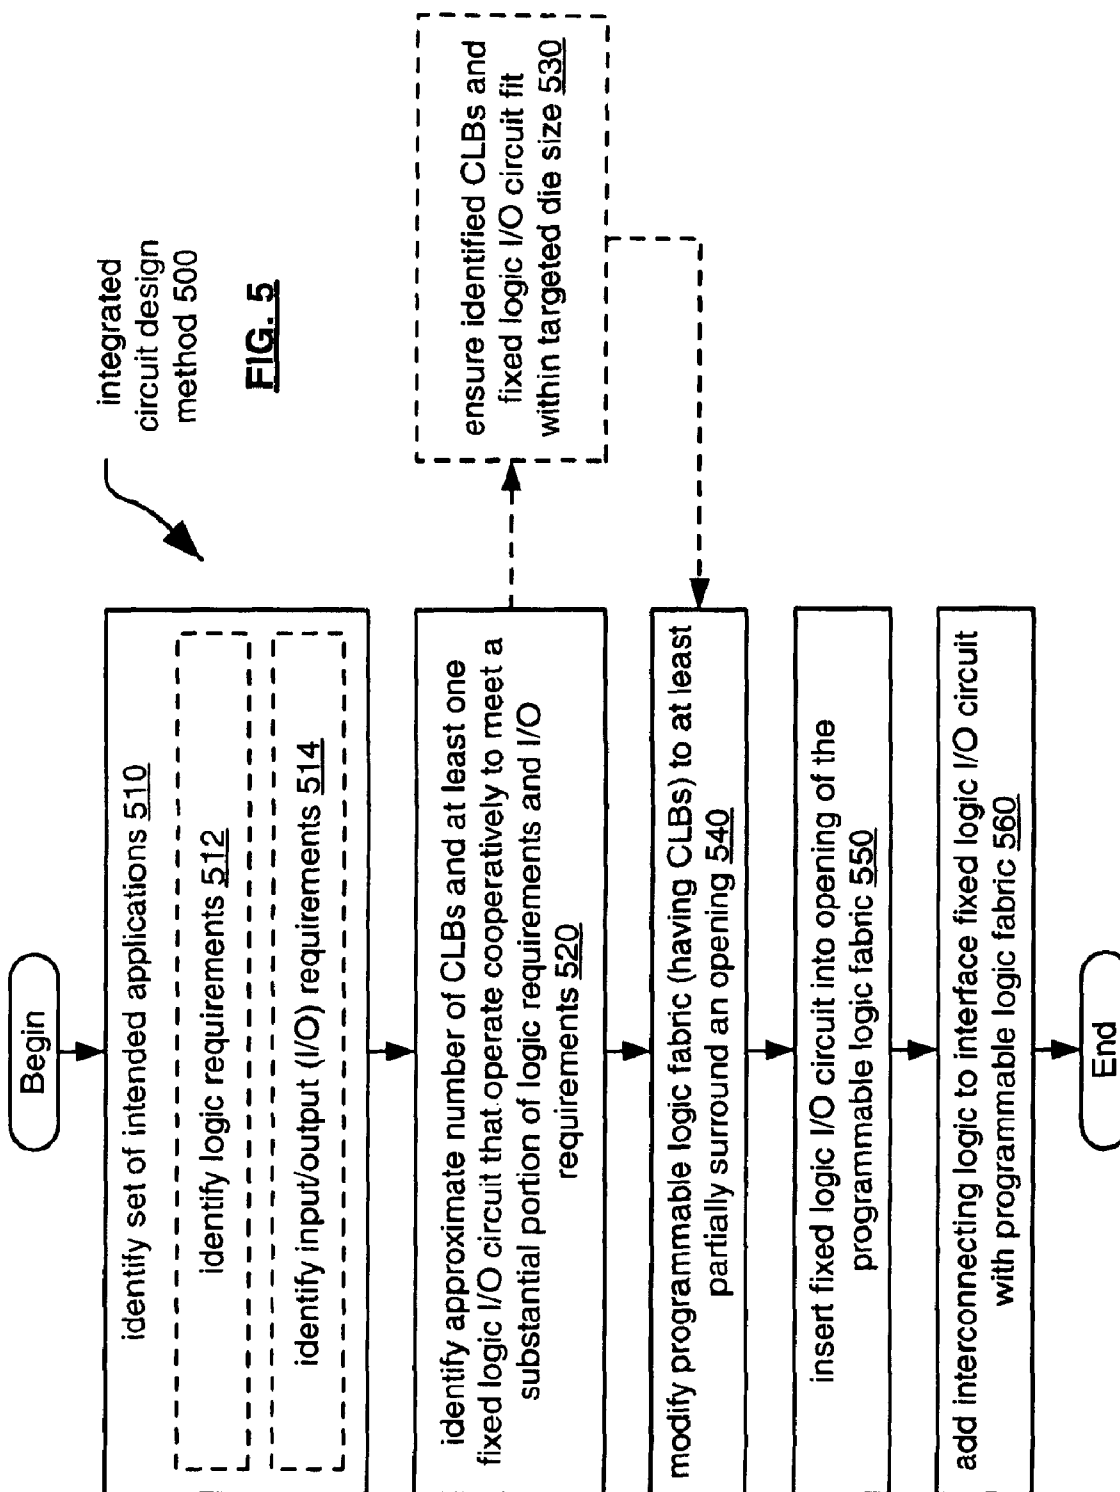 integrated
circuit design
method 500
FIG. 5
Begin
identify set of intended applications 510
identify logic requirements 512
identify input/output (I/O) requirements 514
identify approximate number of CLBs and at least one
fixed logic I/O circuit that operate cooperatively to meet a
substantial portion of logic requirements and I/O
requirements 520
ensure identified CLBs and
fixed logic I/O circuit fit
within targeted die size 530
modify programmable logic fabric (having CLBs) to at least
partially surround an opening 540
insert fixed logic I/O circuit into opening of the
programmable logic fabric 550
add interconnecting logic to interface fixed logic I/O circuit
with programmable logic fabric 560
End